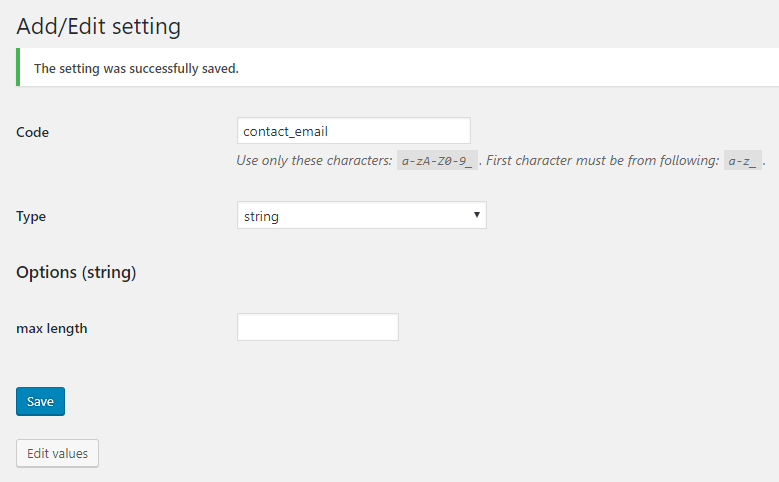 Add/Edit setting
The setting was successfully saved.
Code
contact_email
Use only these characters: a-zA-Z0-9_ . First character must be from following: a-z_ .
Type
string
Options (string)
max length
Save
Edit values